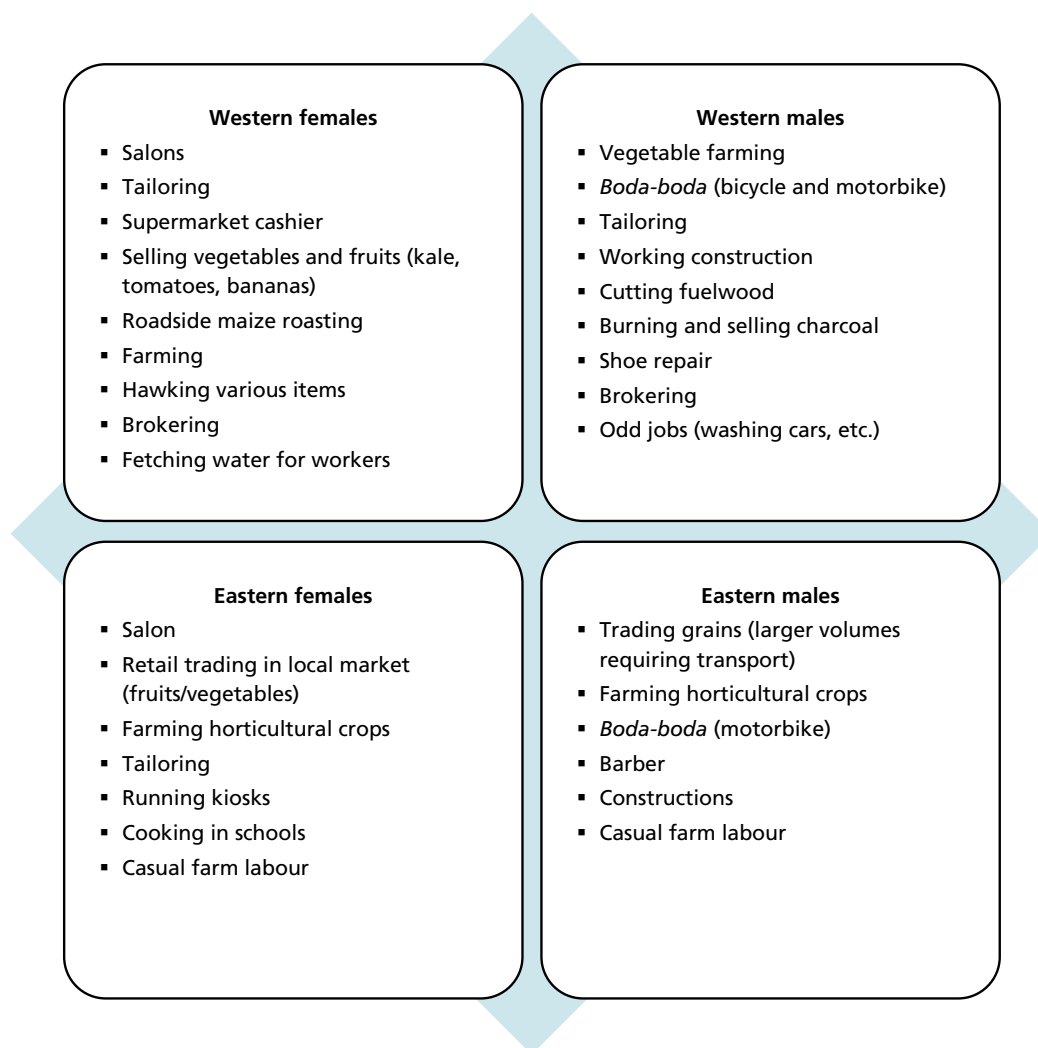 Western females
▪ Salons
▪ Tailoring
▪ Supermarket cashier
▪ Selling vegetables and fruits (kale,
tomatoes, bananas)
▪ Roadside maize roasting
▪ Farming
▪ Hawking various items
▪ Brokering
▪ Fetching water for workers
Western males
▪ Vegetable farming
▪ Boda-boda (bicycle and motorbike)
▪ Tailoring
▪ Working construction
▪ Cutting fuelwood
▪ Burning and selling charcoal
▪ Shoe repair
▪ Brokering
▪ Odd jobs (washing cars, etc.)
Eastern females
▪ Salon
▪ Retail trading in local market
(fruits/vegetables)
▪ Farming horticultural crops
▪ Tailoring
▪ Running kiosks
▪ Cooking in schools
▪ Casual farm labour
Eastern males
▪ Trading grains (larger volumes
requiring transport)
▪ Farming horticultural crops
▪ Boda-boda (motorbike)
▪ Barber
▪ Constructions
▪ Casual farm labour